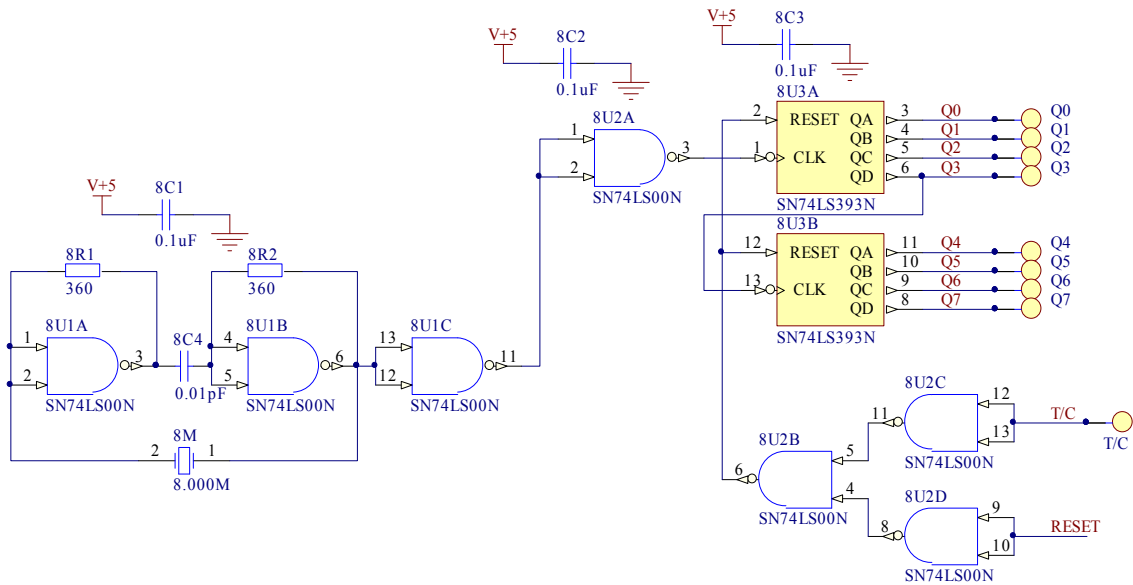 V+5
8C3
V+5
8C2
0.1uF
0.1uF
8U3A
8U2A
2
RESET
QA
3
Q0
Q0
QB
4
Q1
Q1
1
3
1
CLK
QC
5
Q2
Q2
2
QD
6
Q3
Q3
SN74LS00N
SN74LS393N
V+5
8C1
0.1uF
8U3B
12
RESET
QA
11
Q4
Q4
QB
10
Q5
Q5
13
CLK
QC
9
Q6
Q6
QD
8
Q7
Q7
SN74LS393N
8R1
360
8R2
360
8U1A
1
2
3
SN74LS00N
8C4
0.01pF
8U1B
4
5
6
SN74LS00N
8U1C
13
12
11
SN74LS00N
8M
2
1
8.000M
8U2C
12
11
13
T/C
T/C
SN74LS00N
8U2B
5
6
4
SN74LS00N
8U2D
9
8
10
RESET
SN74LS00N